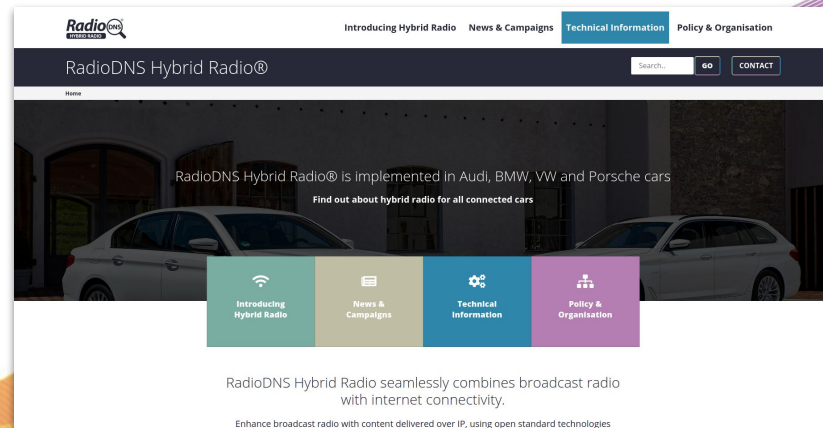 RadioDNS
HYBRID RADIO
Introducing Hybrid Radio News & Campaigns Technical Information Policy & Organisation
RadioDNS Hybrid Radio®
Search.. GO CONTACT
Home
RadioDNS Hybrid Radio® is implemented in Audi, BMW, VW and Porsche cars
Find out about hybrid radio for all connected cars
Introducing
Hybrid Radio
News &
Campaigns
Technical
Information
Policy &
Organisation
RadioDNS Hybrid Radio seamlessly combines broadcast radio
with internet connectivity.
Enhance broadcast radio with content delivered over IP, using open standard technologies